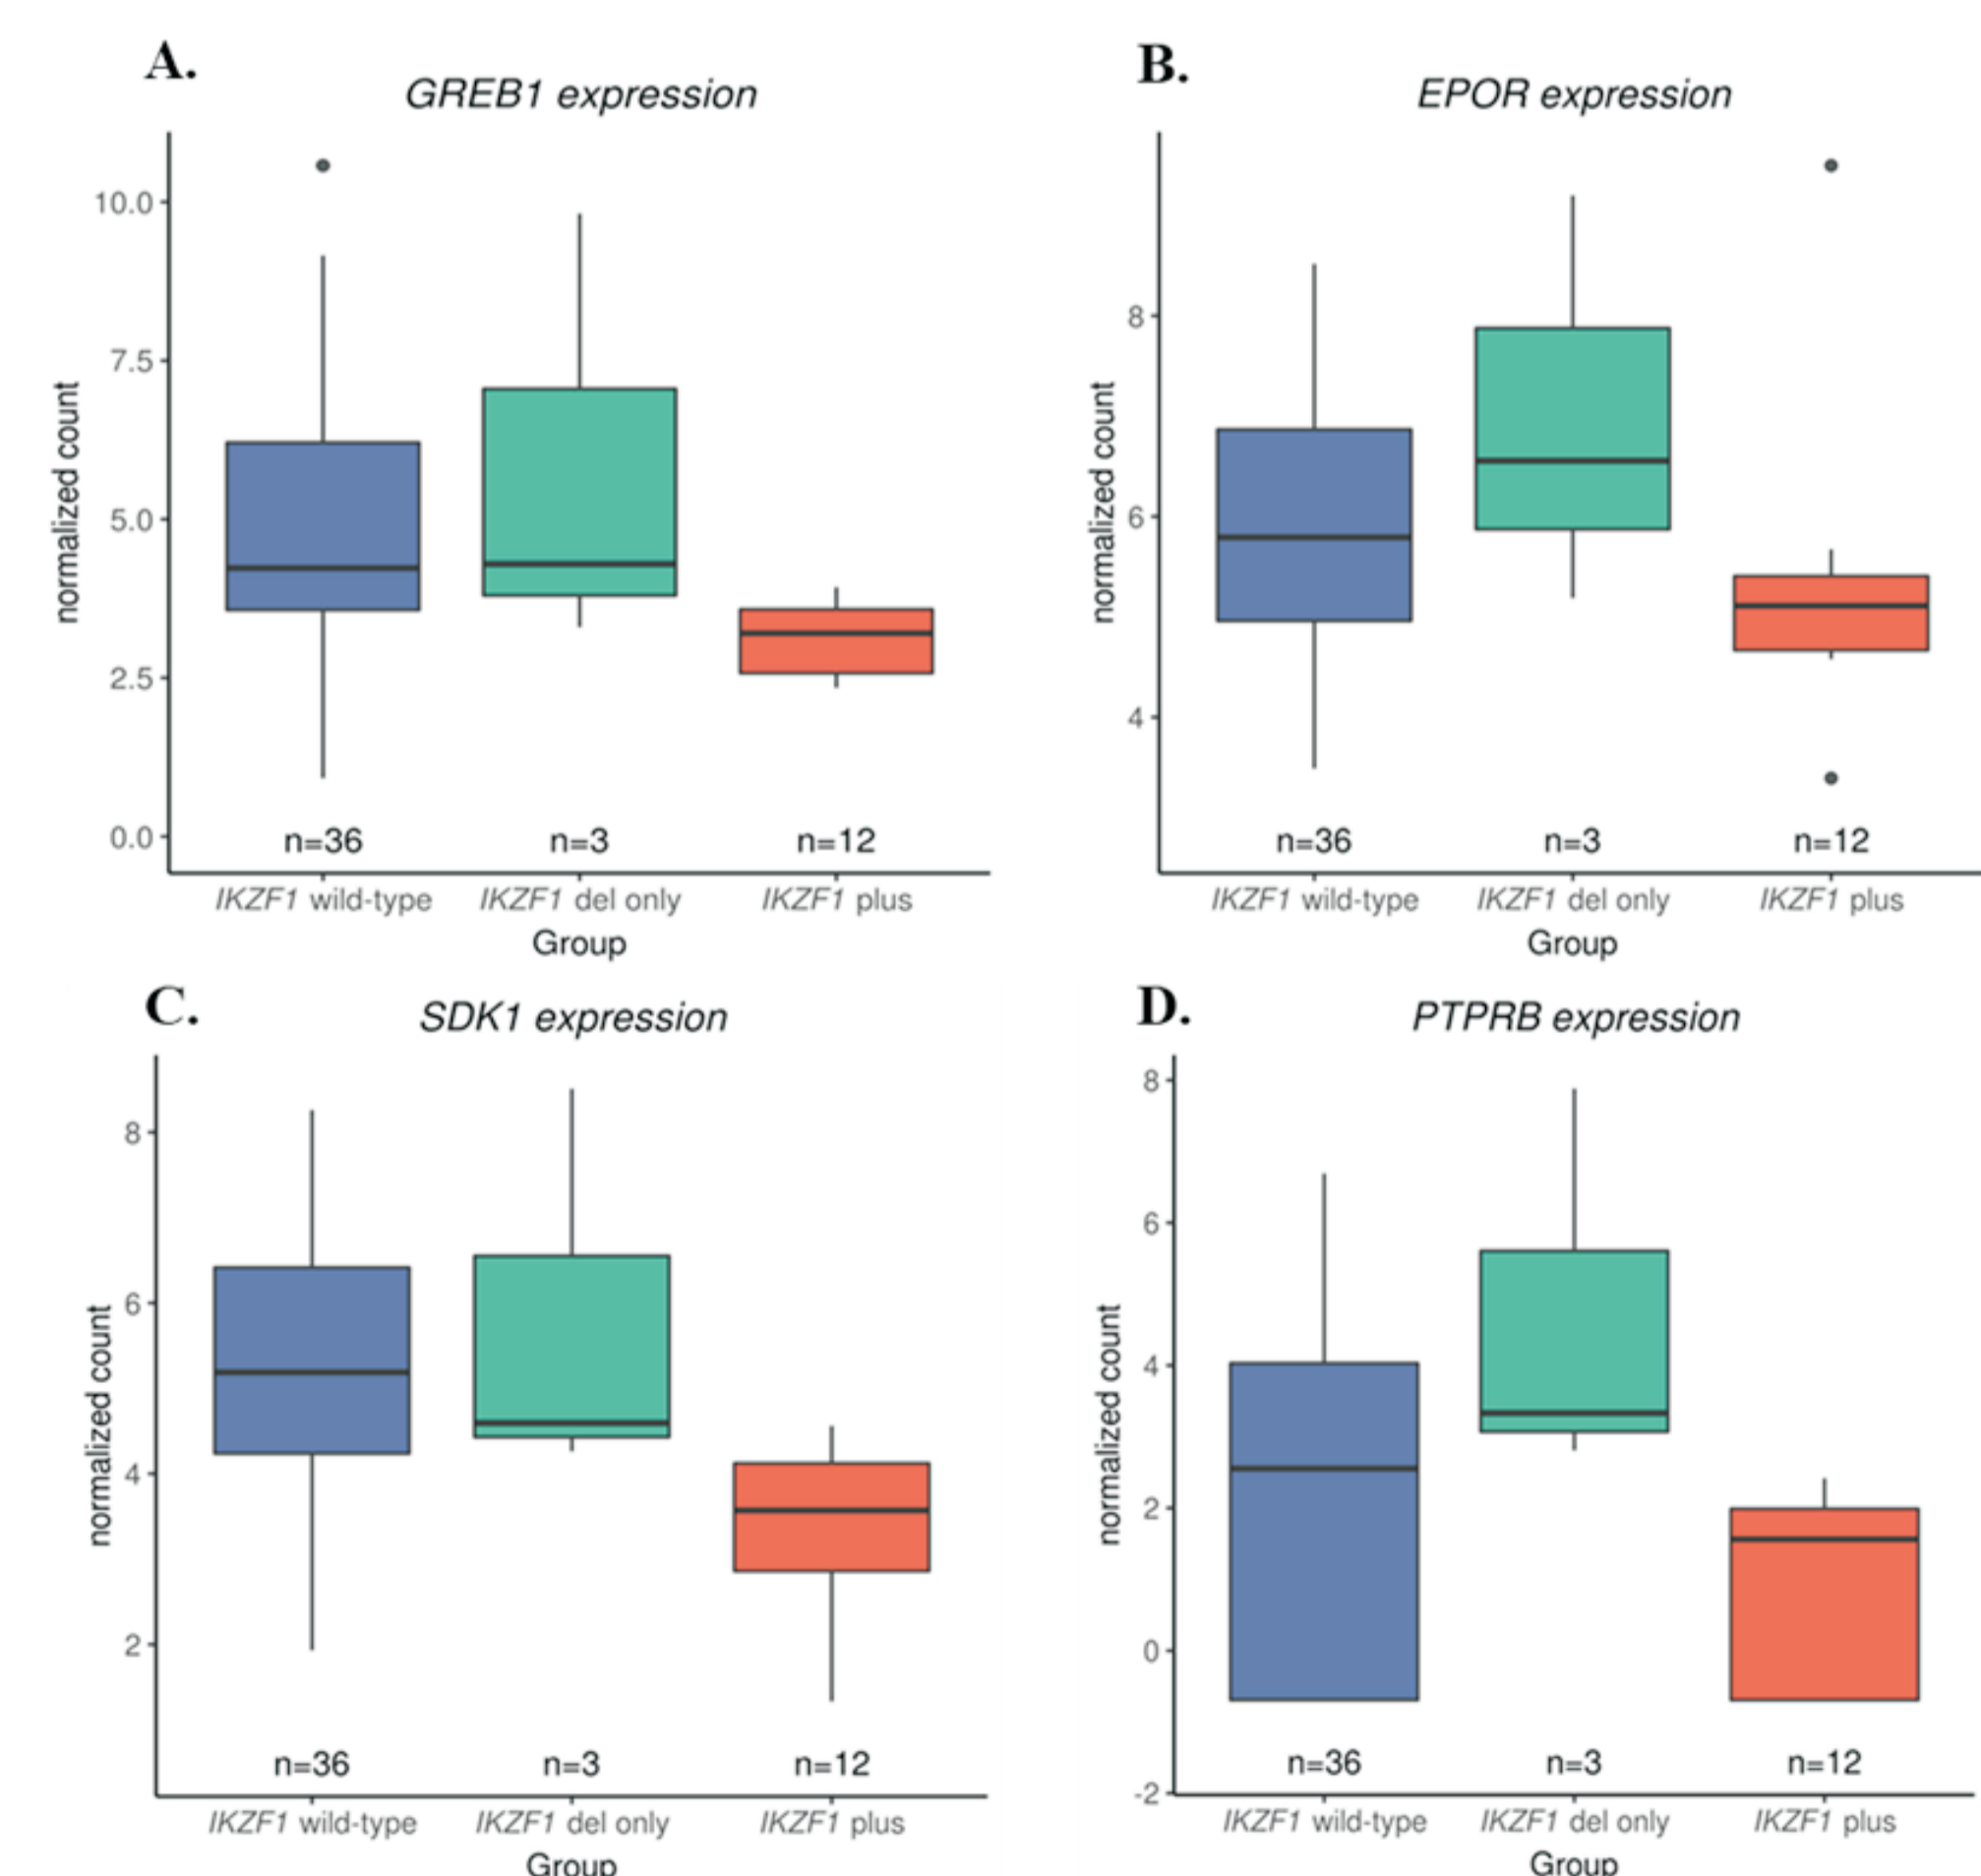 A.
GREB1 expression
normalized count
10.0
7.5
5.0
2.5
0.0
n=36
n=3
n=12
IKZF1 wild-type
IKZF1 del only
IKZF1 plus
Group
B.
EPOR expression
normalized count
8
6
4
n=36
n=3
n=12
IKZF1 wild-type
IKZF1 del only
IKZF1 plus
Group
C.
SDK1 expression
normalized count
8
6
4
2
n=36
n=3
n=12
IKZF1 wild-type
IKZF1 del only
IKZF1 plus
Group
D.
PTPRB expression
normalized count
8
6
4
2
0
-2
n=36
n=3
n=12
IKZF1 wild-type
IKZF1 del only
IKZF1 plus
Group